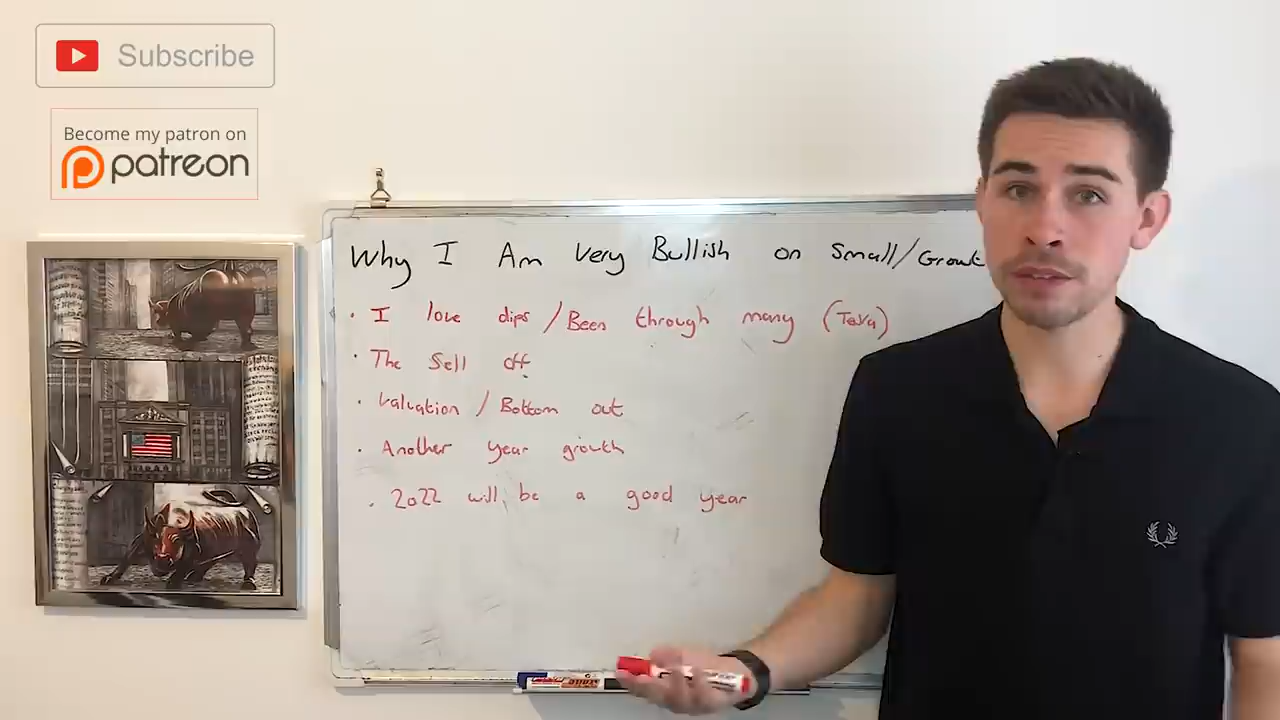 Subscribe
Become my patron on
patreon
Why I Am Very Bullish on Small/Growt
• I love dips / Been through many (Teva)
• The Sell off
• Valuation / Bottom out
• Another year growth
• 2022 will be a good year